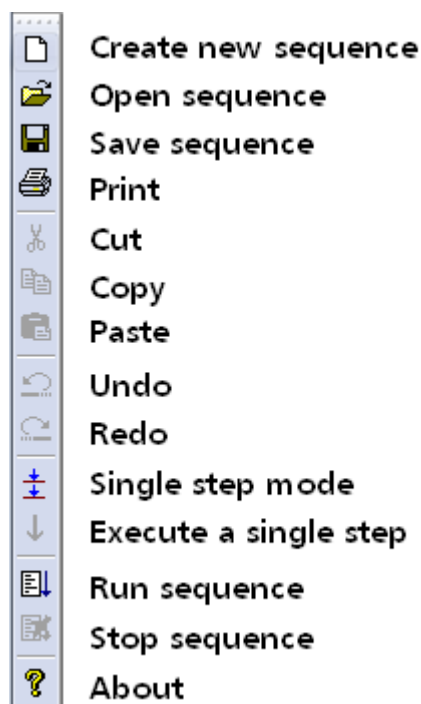 Create new sequence
Open sequence
Save sequence
Print
Cut
Copy
Paste
Undo
Redo
Single step mode
Execute a single step
Run sequence
Stop sequence
About